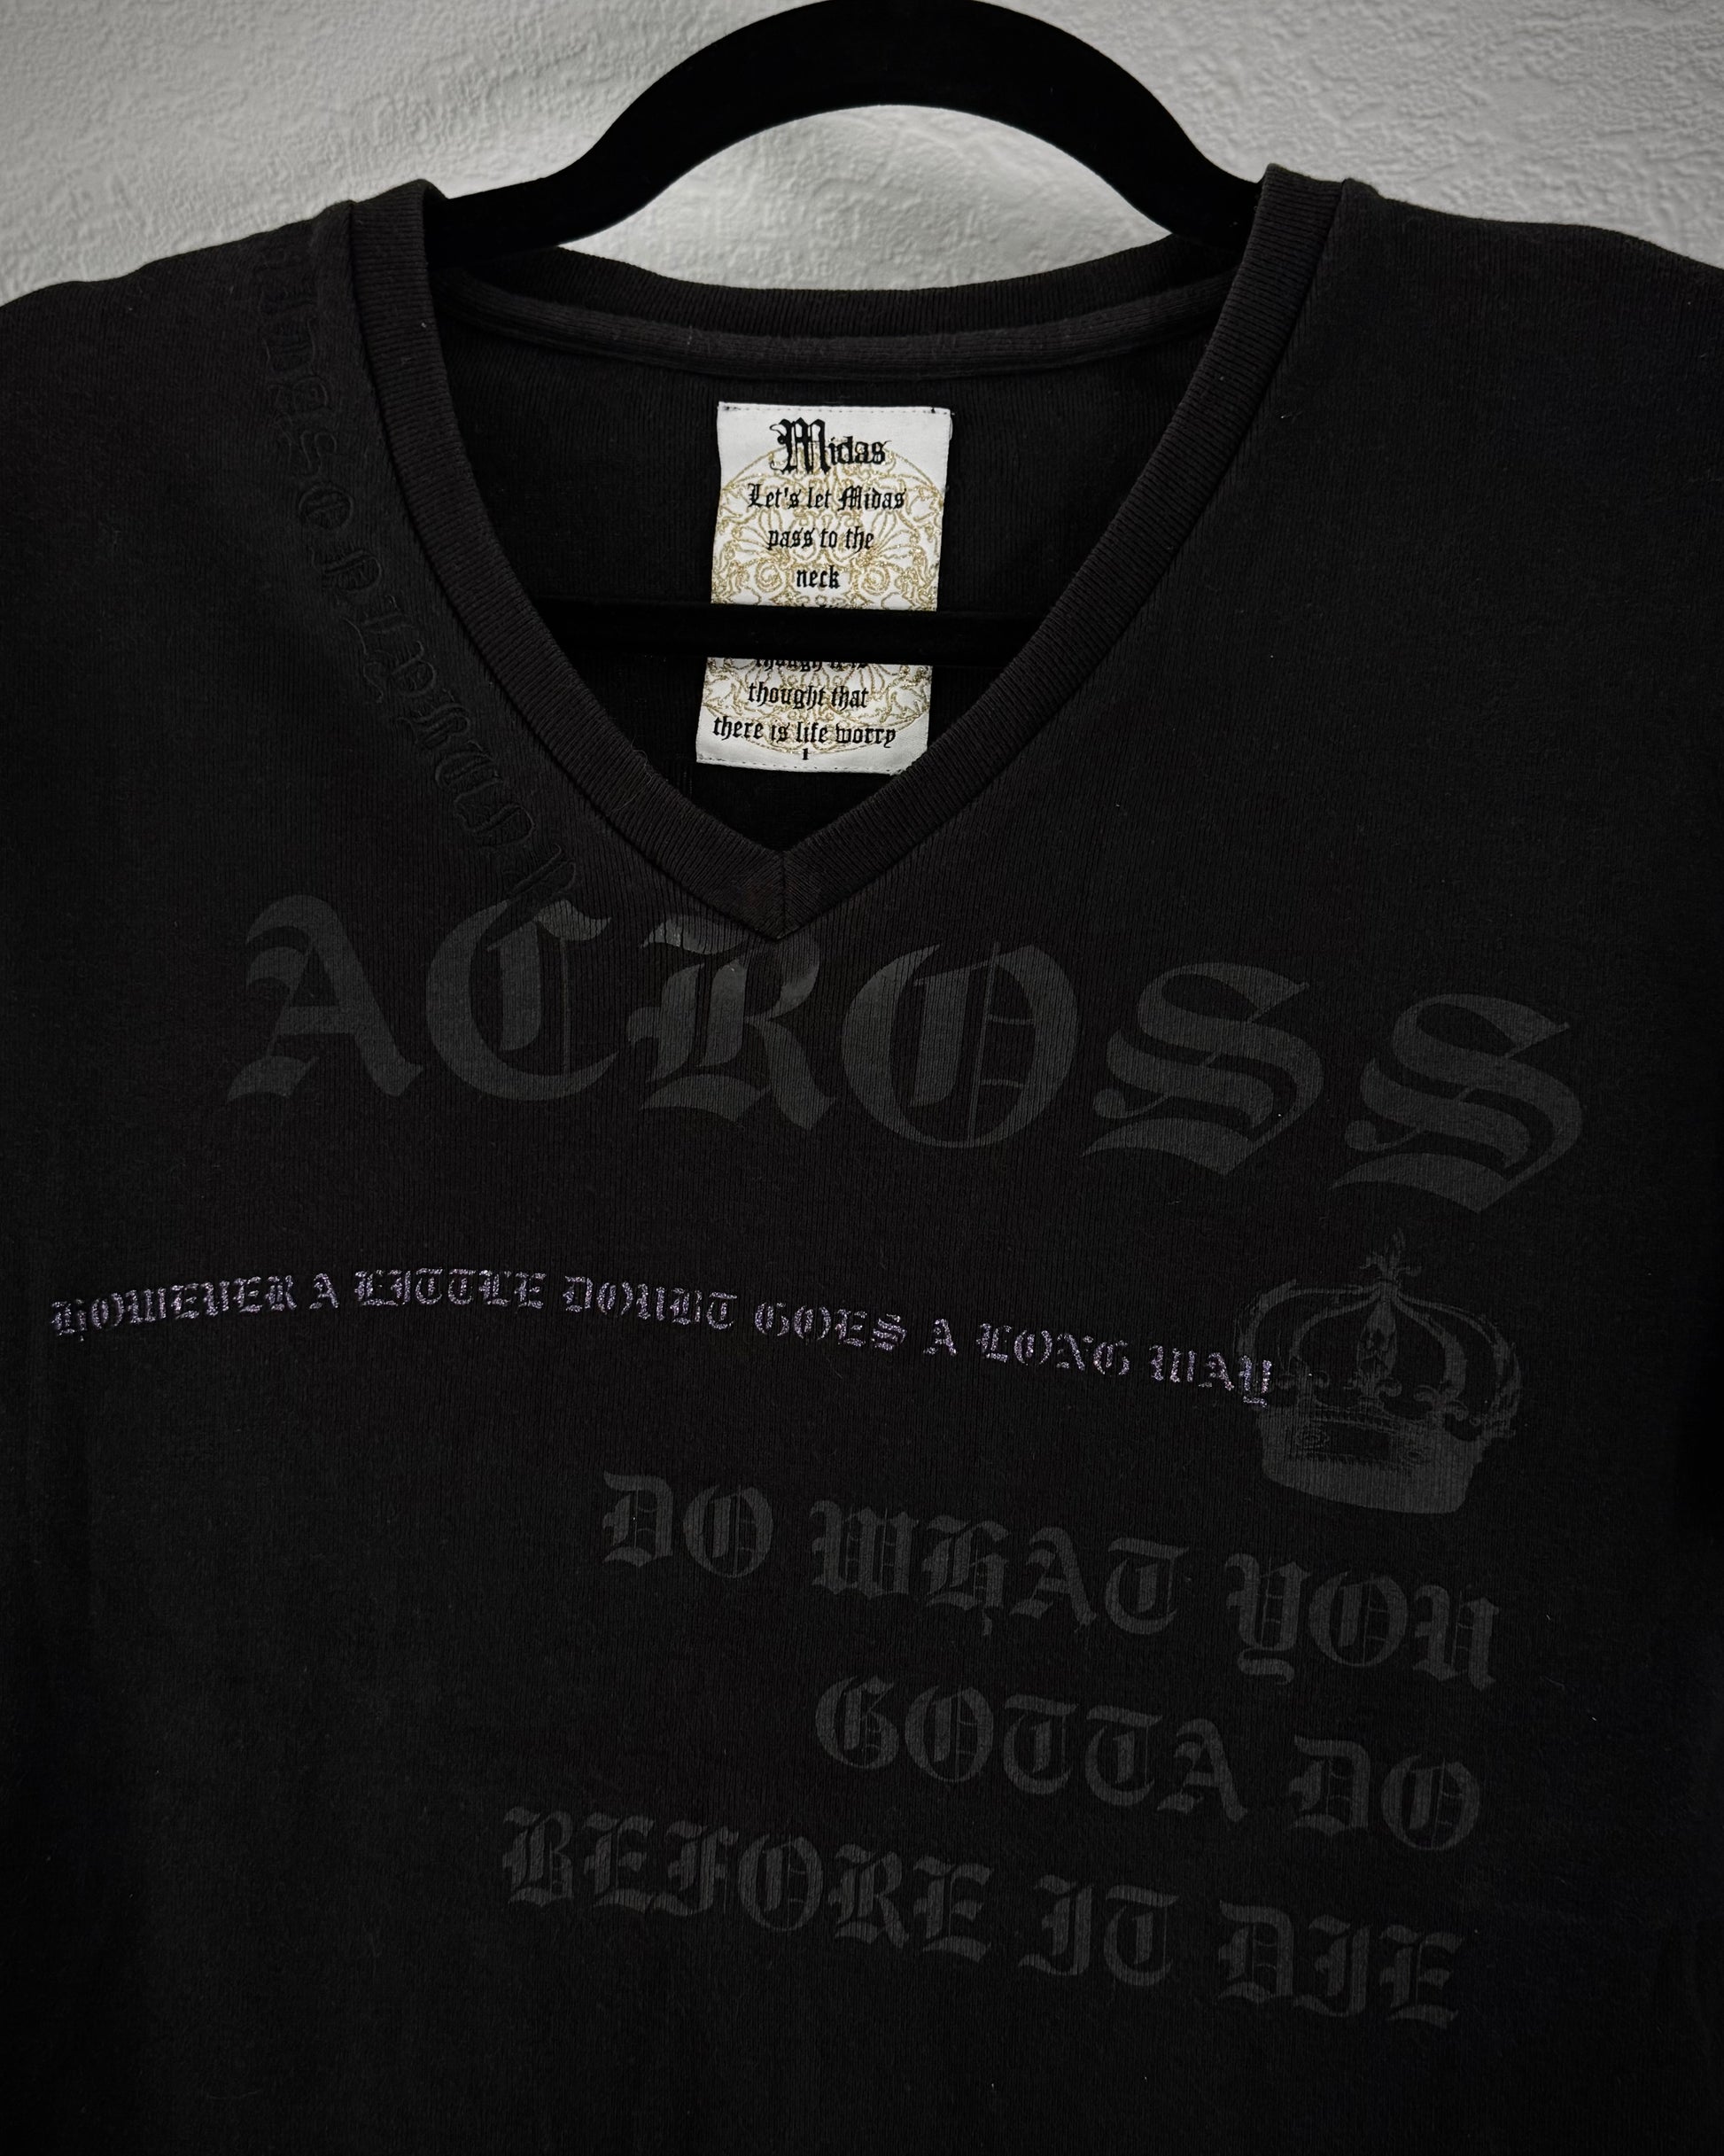 Midas
Let's let Midas
pass to the
neck
thought that
there is life worry
1
ACROSS
HOWEVER A LITTLE DOUBT GOES A LONG WAY
DO WHAT YOU
GOTTA DO
BEFORE IT DIE